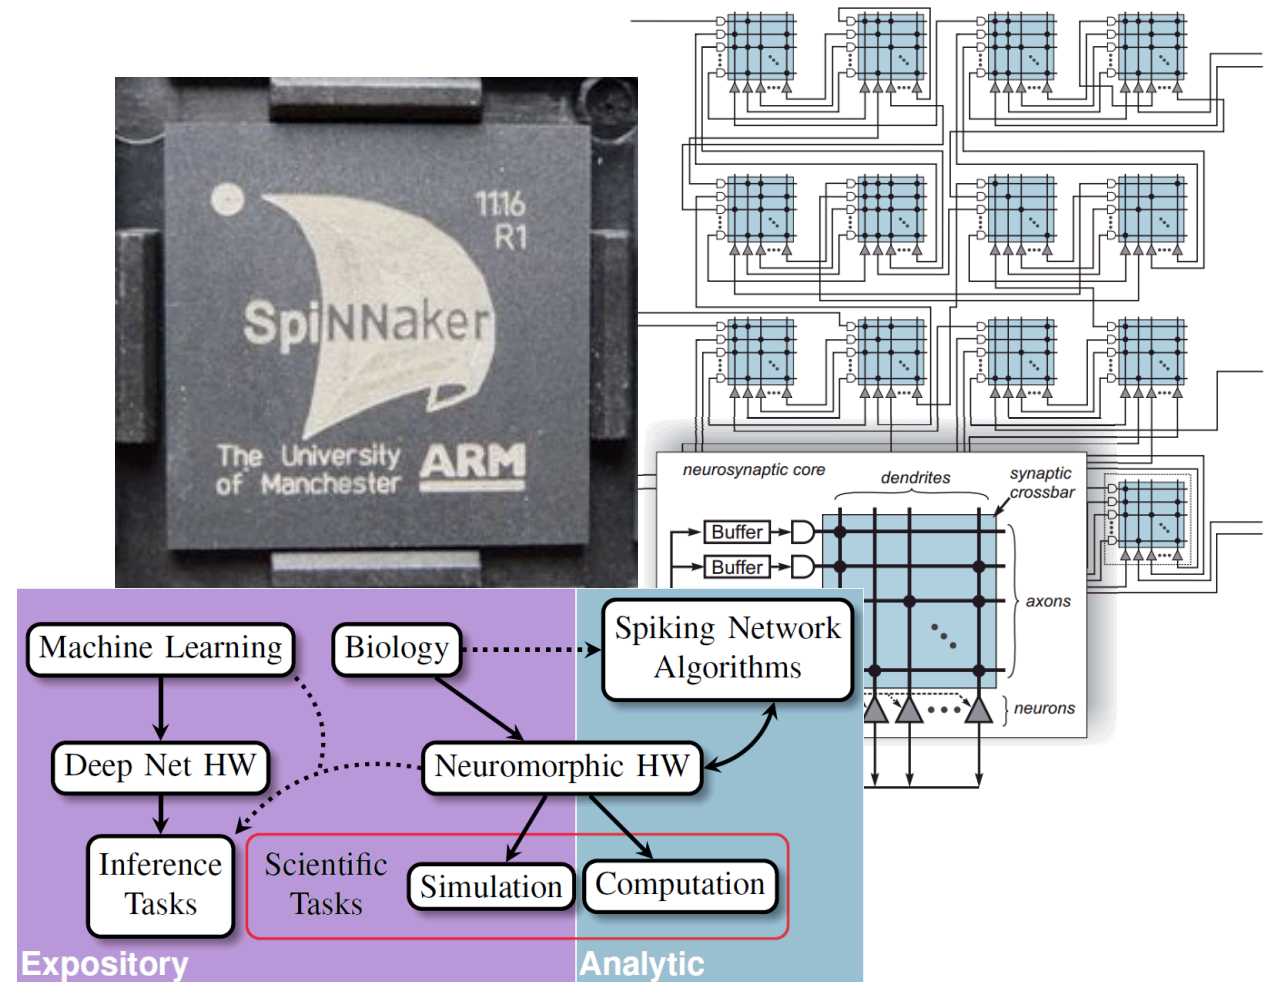 1116
R1
SpiNNaker
The University
of Manchester
ARM
neurosynaptic core
dendrites
synaptic
crossbar
Buffer
Buffer
axons
neurons
Machine Learning
Biology
Spiking Network
Algorithms
Deep Net HW
Neuromorphic HW
Inference
Tasks
Scientific
Tasks
Simulation
Computation
Expository
Analytic